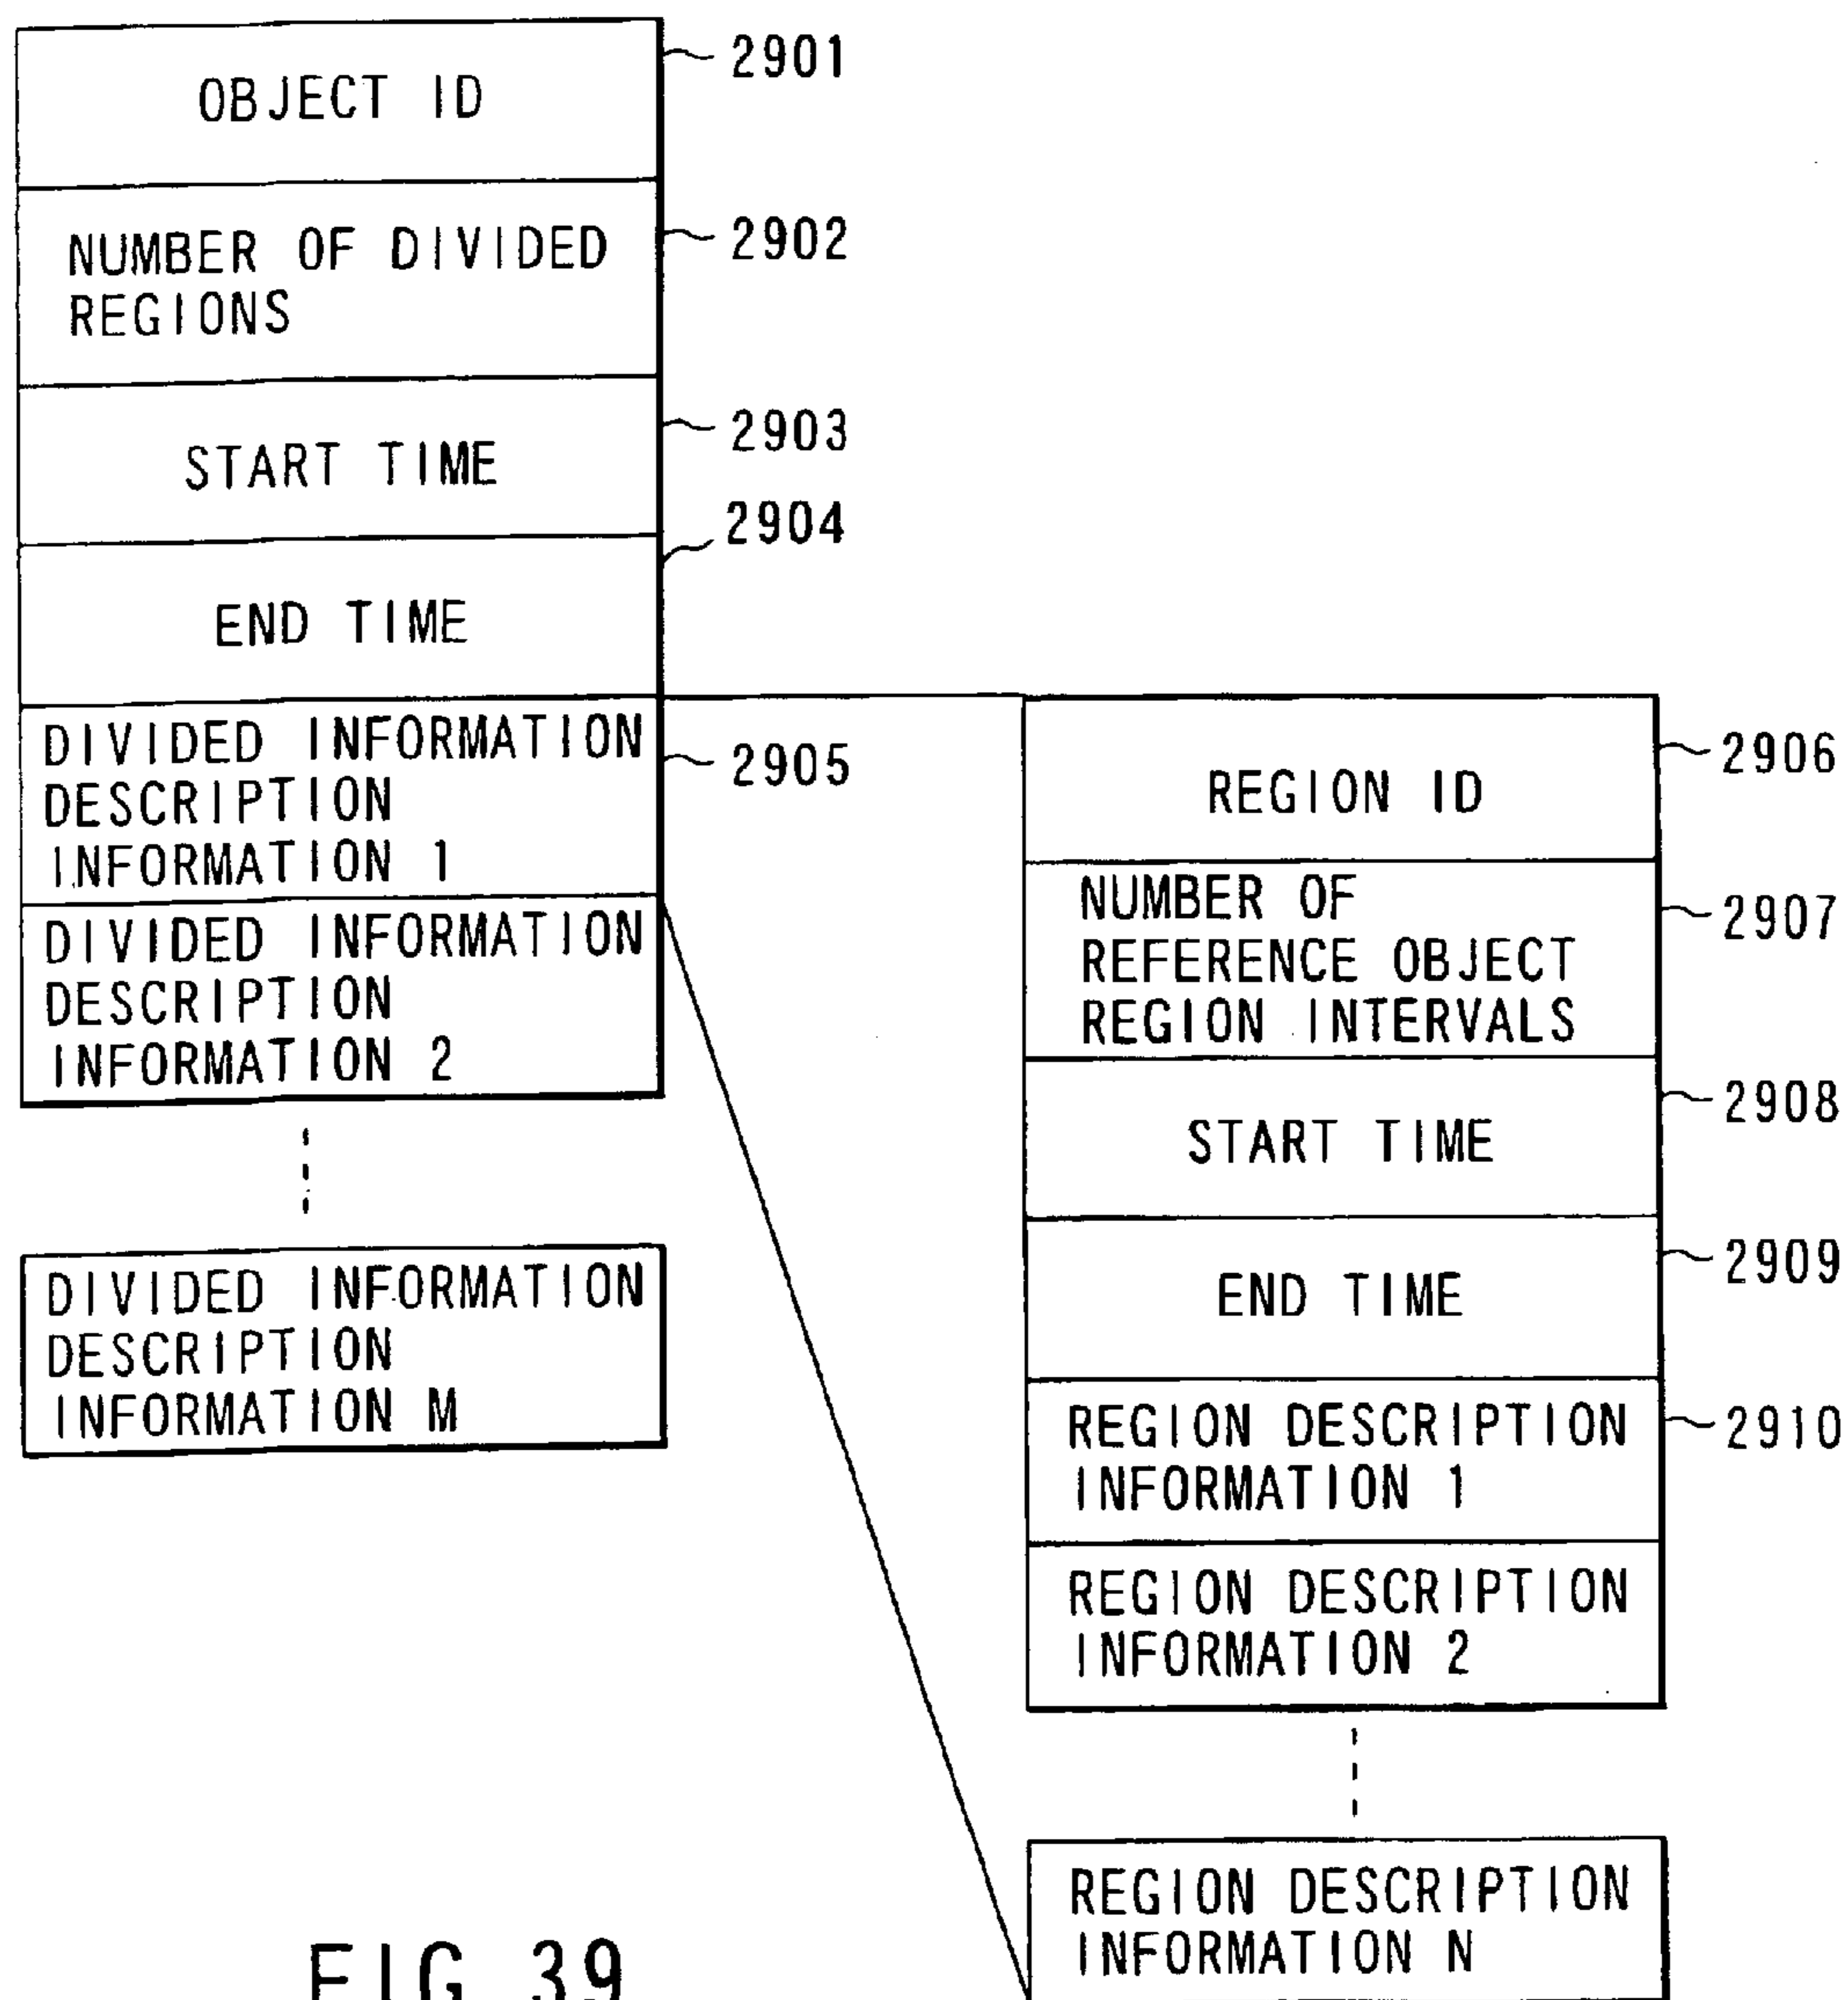 OBJECT ID
2901
NUMBER OF DIVIDED
REGIONS
2902
START TIME
2903
END TIME
2904
DIVIDED INFORMATION
DESCRIPTION
INFORMATION 1
2905
DIVIDED INFORMATION
DESCRIPTION
INFORMATION 2
DIVIDED INFORMATION
DESCRIPTION
INFORMATION M
REGION ID
2906
NUMBER OF
REFERENCE OBJECT
REGION INTERVALS
2907
START TIME
2908
END TIME
2909
REGION DESCRIPTION
INFORMATION 1
2910
REGION DESCRIPTION
INFORMATION 2
REGION DESCRIPTION
INFORMATION N
FIG 39